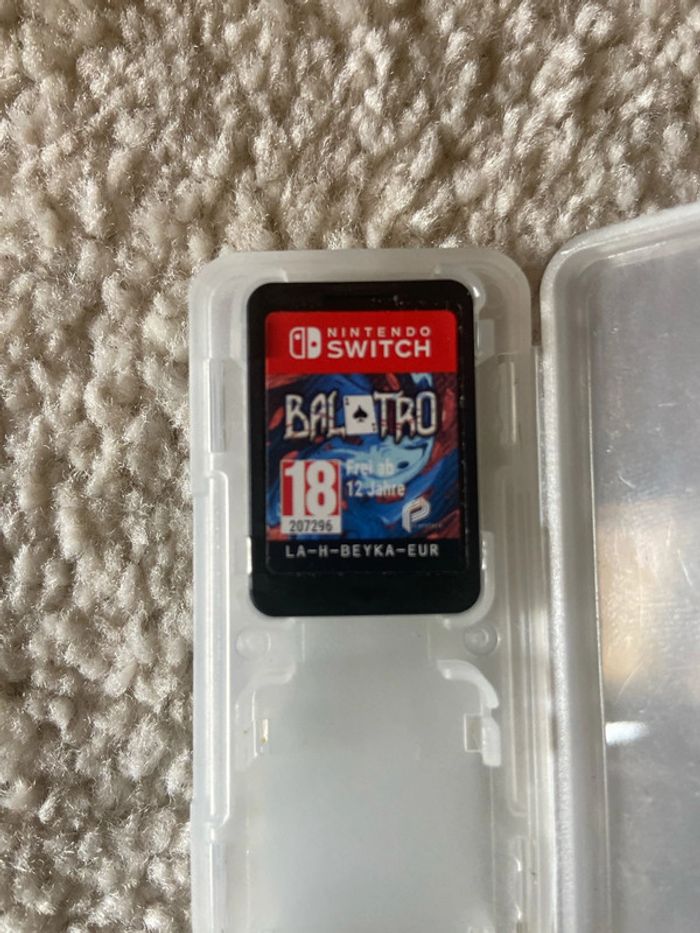 NINTENDO
SWITCH
BALATRO
18
207296
Frei ab
12 Jahre
LA-H-BEYKA-EUR